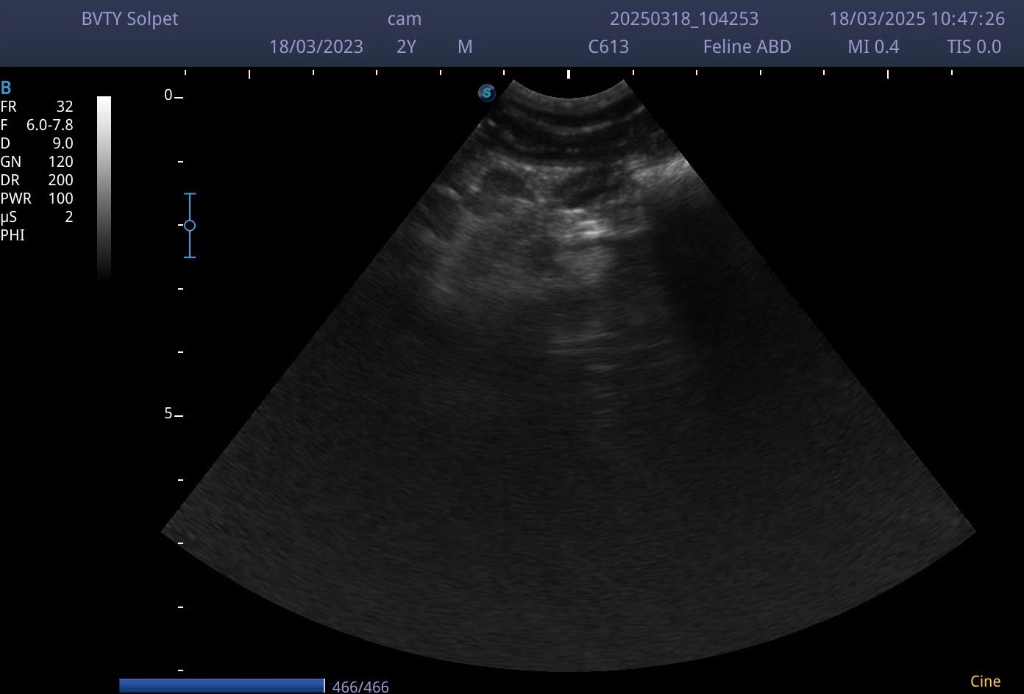 BVTY Solpet cam 20250318_104253 18/03/2025 10:47:26
18/03/2023 2Y M C613 Feline ABD MI 0.4 TIS 0.0
B
FR 32
F 6.0-7.8
D 9.0
GN 120
DR 200
PWR 100
µS 2
PHI
S
0
5
466/466
Cine